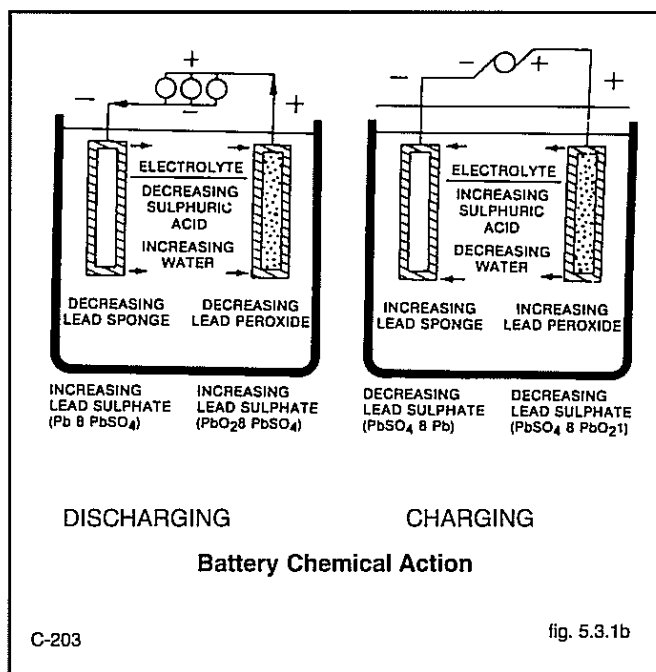 +
−
−
+
ELECTROLYTE
DECREASING
SULPHURIC
ACID
INCREASING
WATER
DECREASING
LEAD SPONGE
DECREASING
LEAD PEROXIDE
INCREASING
LEAD SULPHATE
(Pb 8 PbSO₄)
INCREASING
LEAD SULPHATE
(PbO₂8 PbSO₄)
DISCHARGING
−
−
+
+
ELECTROLYTE
INCREASING
SULPHURIC
ACID
DECREASING
WATER
INCREASING
LEAD SPONGE
INCREASING
LEAD PEROXIDE
DECREASING
LEAD SULPHATE
(PbSO₄ 8 Pb)
DECREASING
LEAD SULPHATE
(PbSO₄ 8 PbO₂1)
CHARGING
Battery Chemical Action
C-203
fig. 5.3.1b